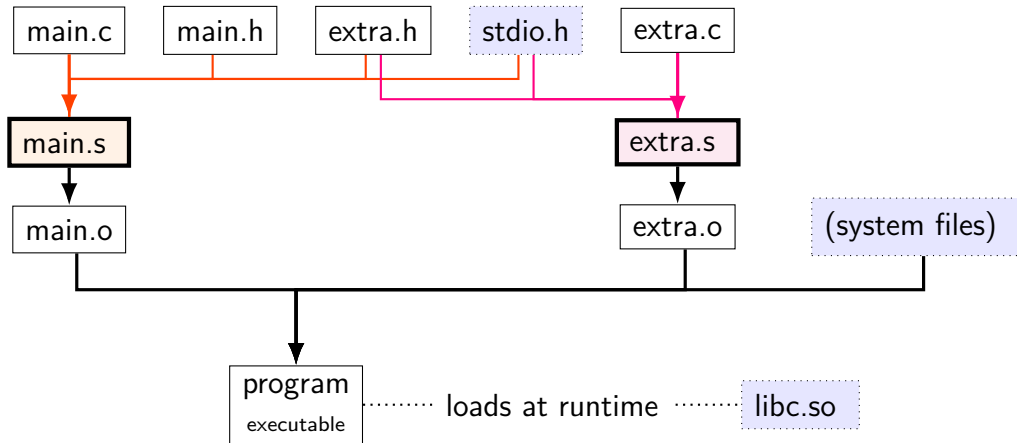 main.c
main.h
extra.h
stdio.h
extra.c
main.s
extra.s
main.o
extra.o
(system files)
program
executable
loads at runtime
libc.so